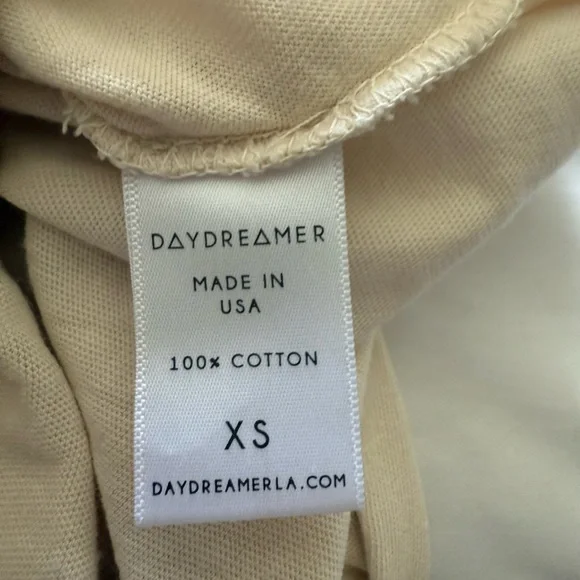 DAYDREAMER
MADE IN
USA
100% COTTON
XS
DAYDREAMERLA.COM